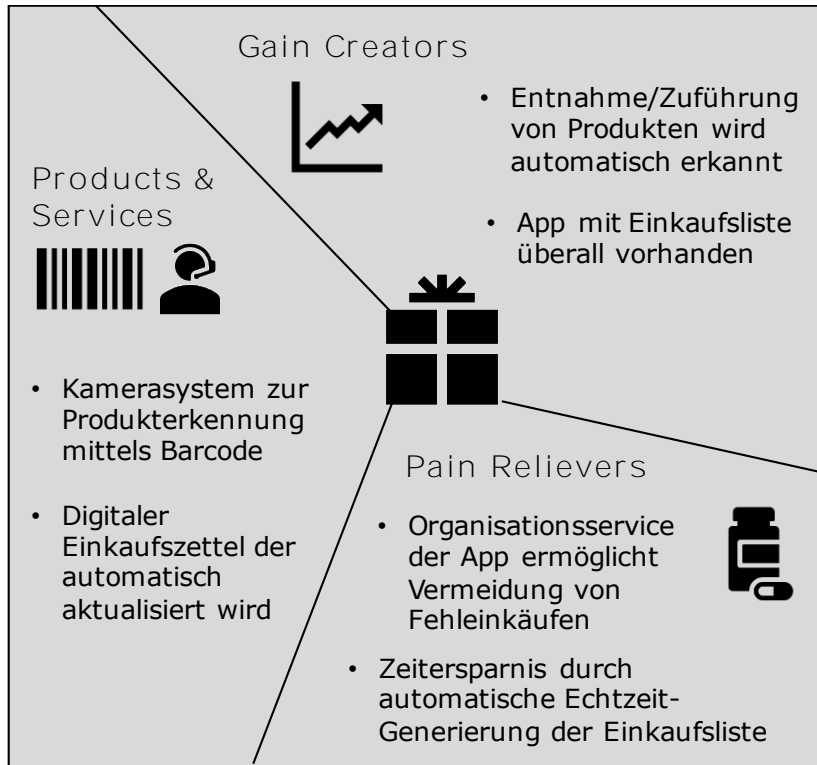 Gain Creators
• Entnahme/Zuführung
von Produkten wird
automatisch erkannt
• App mit Einkaufsliste
überall vorhanden
Products &
Services
• Kamerasystem zur
Produkterkennung
mittels Barcode
• Digitaler
Einkaufszettel der
automatisch
aktualisiert wird
Pain Relievers
• Organisationsservice
der App ermöglicht
Vermeidung von
Fehleinkäufen
• Zeitersparnis durch
automatische Echtzeit-
Generierung der Einkaufsliste